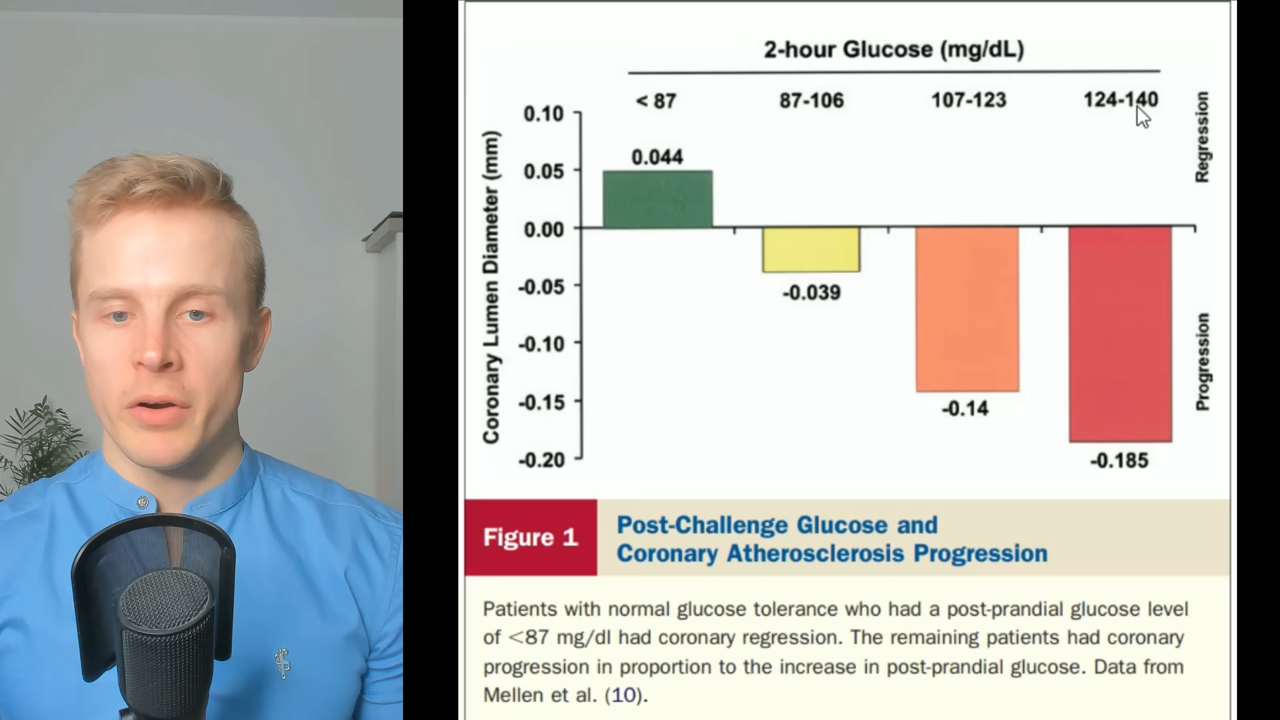 2-hour Glucose (mg/dL)
< 87 87-106 107-123 124-140
Coronary Lumen Diameter (mm)
0.10
0.05
0.00
-0.05
-0.10
-0.15
-0.20
0.044
-0.039
-0.14
-0.185
Regression
Progression
Figure 1
Post-Challenge Glucose and
Coronary Atherosclerosis Progression
Patients with normal glucose tolerance who had a post-prandial glucose level
of <87 mg/dl had coronary regression. The remaining patients had coronary
progression in proportion to the increase in post-prandial glucose. Data from
Mellen et al. (10).